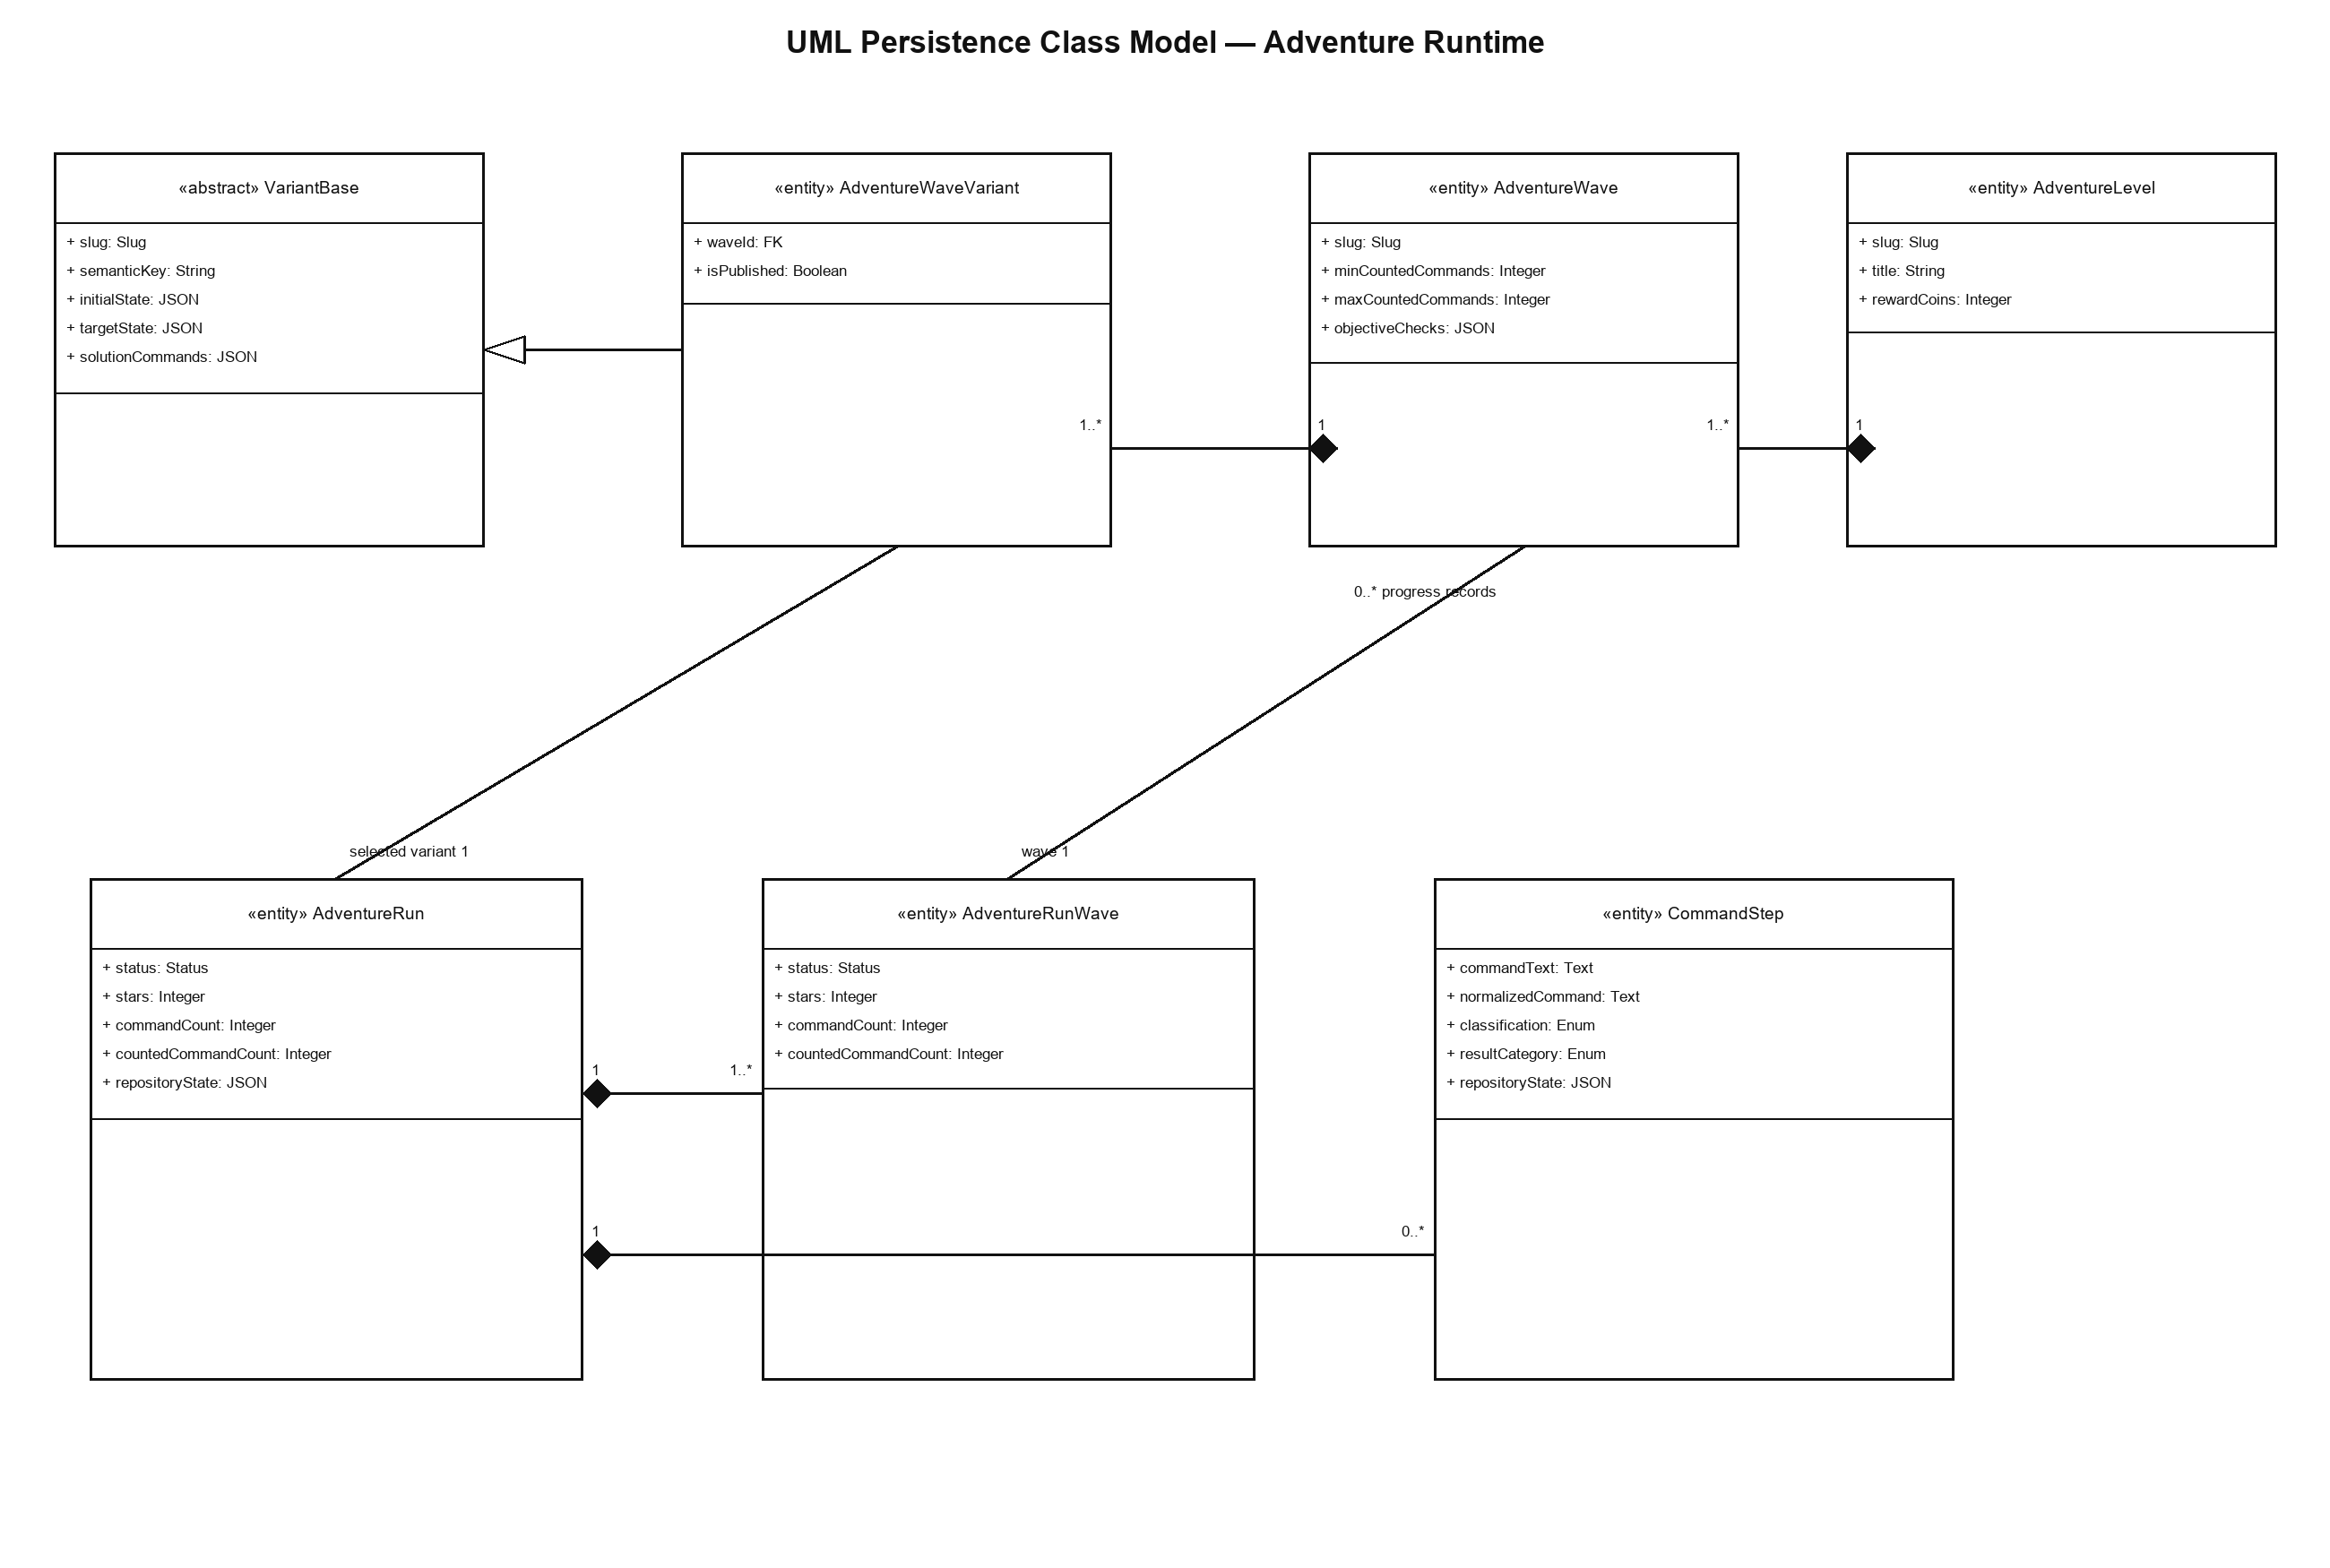 UML Persistence Class Model — Adventure Runtime
«abstract» VariantBase
+ slug: Slug
+ semanticKey: String
+ initialState: JSON
+ targetState: JSON
+ solutionCommands: JSON
«entity» AdventureWaveVariant
+ waveId: FK
+ isPublished: Boolean
1..*
«entity» AdventureWave
+ slug: Slug
+ minCountedCommands: Integer
+ maxCountedCommands: Integer
+ objectiveChecks: JSON
1
1..*
«entity» AdventureLevel
+ slug: Slug
+ title: String
+ rewardCoins: Integer
1
0..* progress records
selected variant 1
wave 1
«entity» AdventureRun
+ status: Status
+ stars: Integer
+ commandCount: Integer
+ countedCommandCount: Integer
+ repositoryState: JSON
1
1..*
1
0..*
«entity» AdventureRunWave
+ status: Status
+ stars: Integer
+ commandCount: Integer
+ countedCommandCount: Integer
«entity» CommandStep
+ commandText: Text
+ normalizedCommand: Text
+ classification: Enum
+ resultCategory: Enum
+ repositoryState: JSON